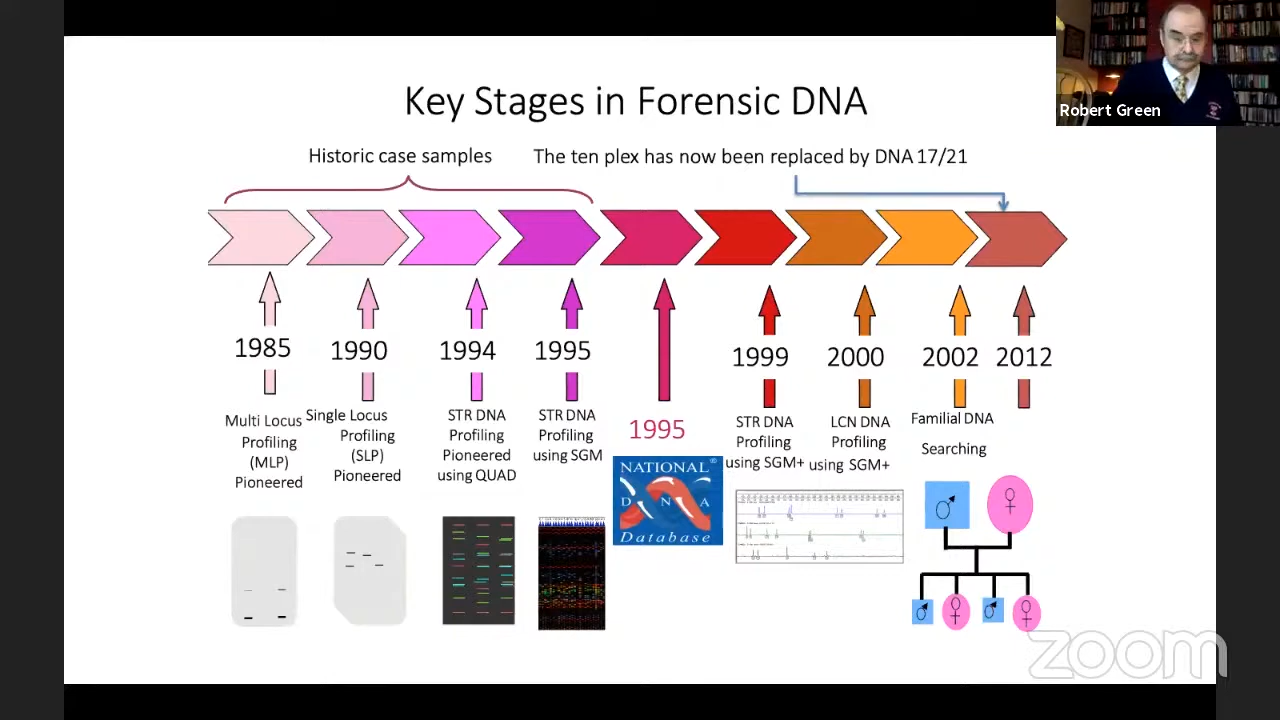 Key Stages in Forensic DNA
Robert Green
Historic case samples
The ten plex has now been replaced by DNA 17/21
1985
1990
1994
1995
1995
1999
2000
2002
2012
Multi Locus
Profiling
(MLP)
Pioneered
Single Locus
Profiling
(SLP)
Pioneered
STR DNA
Profiling
Pioneered
using QUAD
STR DNA
Profiling
using SGM
NATIONAL®
D N A
Database
STR DNA
Profiling
using SGM+
LCN DNA
Profiling
using SGM+
Familial DNA
Searching
zoom